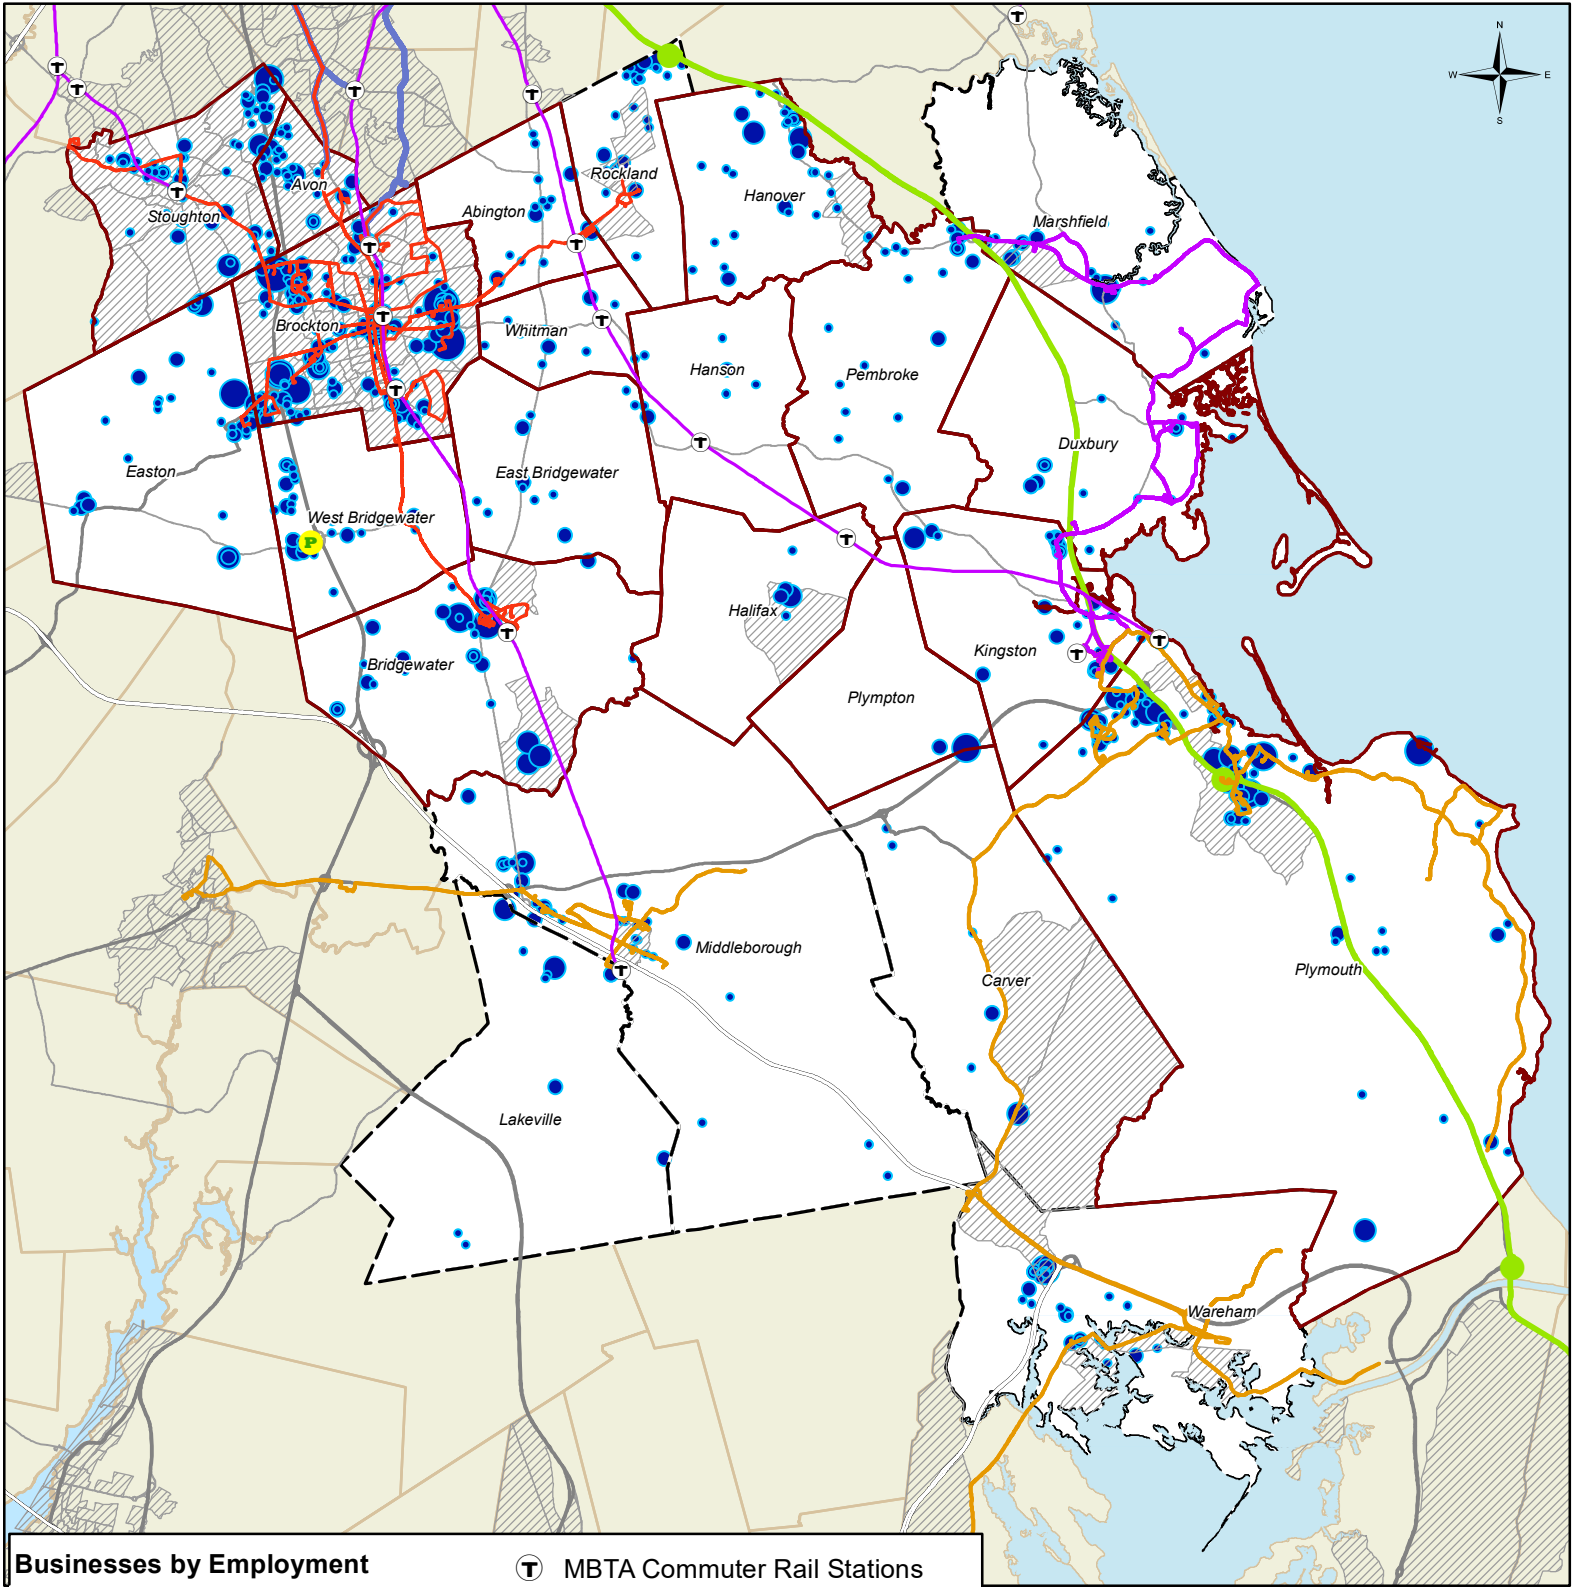 N
W E
S
Stoughton
Avon
Abington
Rockland
Hanover
Marshfield
Brockton
Whitman
Hanson
Pembroke
Duxbury
Easton
East Bridgewater
West Bridgewater
P
Halifax
Bridgewater
Kingston
Plympton
Middleborough
Carver
Plymouth
Lakeville
Wareham
Businesses by Employment
T MBTA Commuter Rail Stations